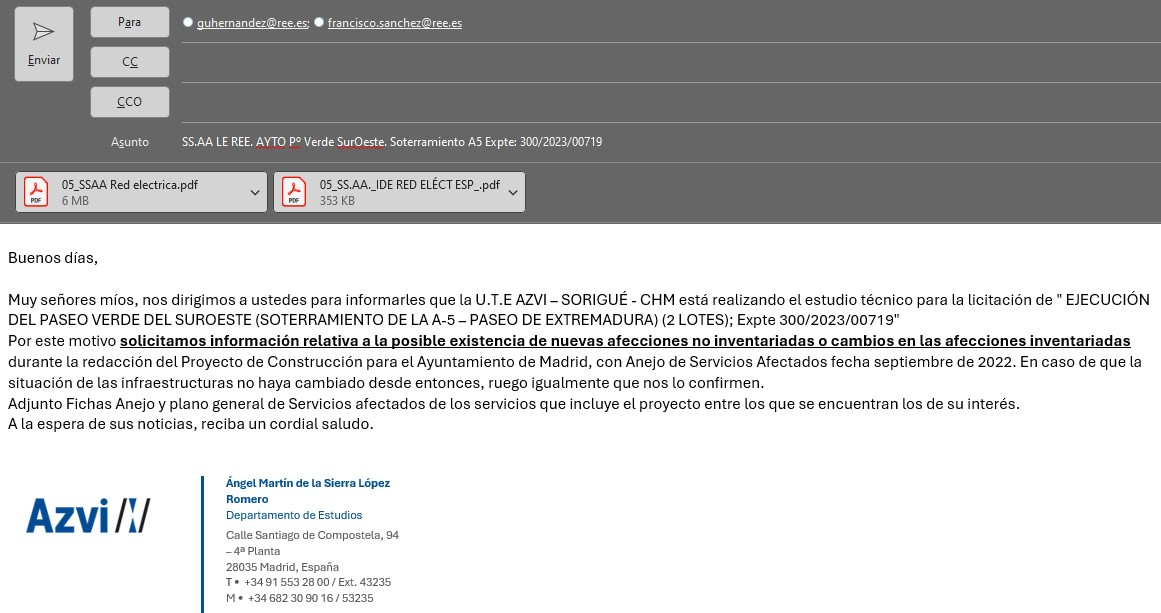 Para
guhernandez@ree.es; francisco.sanchez@ree.es
Enviar
CC
CCO
Asunto
SS.AA LE REE. AYTO Pº Verde SurOeste. Soterramiento A5 Expte: 300/2023/00719
05_SSAA Red electrica.pdf
6 MB
05_SS.AA._IDE RED ELÉCT ESP_.pdf
353 KB
PDF
PDF
Buenos días,
Muy señores míos, nos dirigimos a ustedes para informarles que la U.T.E AZVI – SORIGUÉ - CHM está realizando el estudio técnico para la licitación de " EJECUCIÓN
DEL PASEO VERDE DEL SUROESTE (SOTERRAMIENTO DE LA A-5 – PASEO DE EXTREMADURA) (2 LOTES); Expte 300/2023/00719"
Por este motivo solicitamos información relativa a la posible existencia de nuevas afecciones no inventariadas o cambios en las afecciones inventariadas
durante la redacción del Proyecto de Construcción para el Ayuntamiento de Madrid, con Anejo de Servicios Afectados fecha septiembre de 2022. En caso de que la
situación de las infraestructuras no haya cambiado desde entonces, ruego igualmente que nos lo confirmen.
Adjunto Fichas Anejo y plano general de Servicios afectados de los servicios que incluye el proyecto entre los que se encuentran los de su interés.
A la espera de sus noticias, reciba un cordial saludo.
Azvi
Ángel Martín de la Sierra López
Romero
Departamento de Estudios
Calle Santiago de Compostela, 94
– 4ª Planta
28035 Madrid, España
T • +34 91 553 28 00 / Ext. 43235
M • +34 682 30 90 16 / 53235